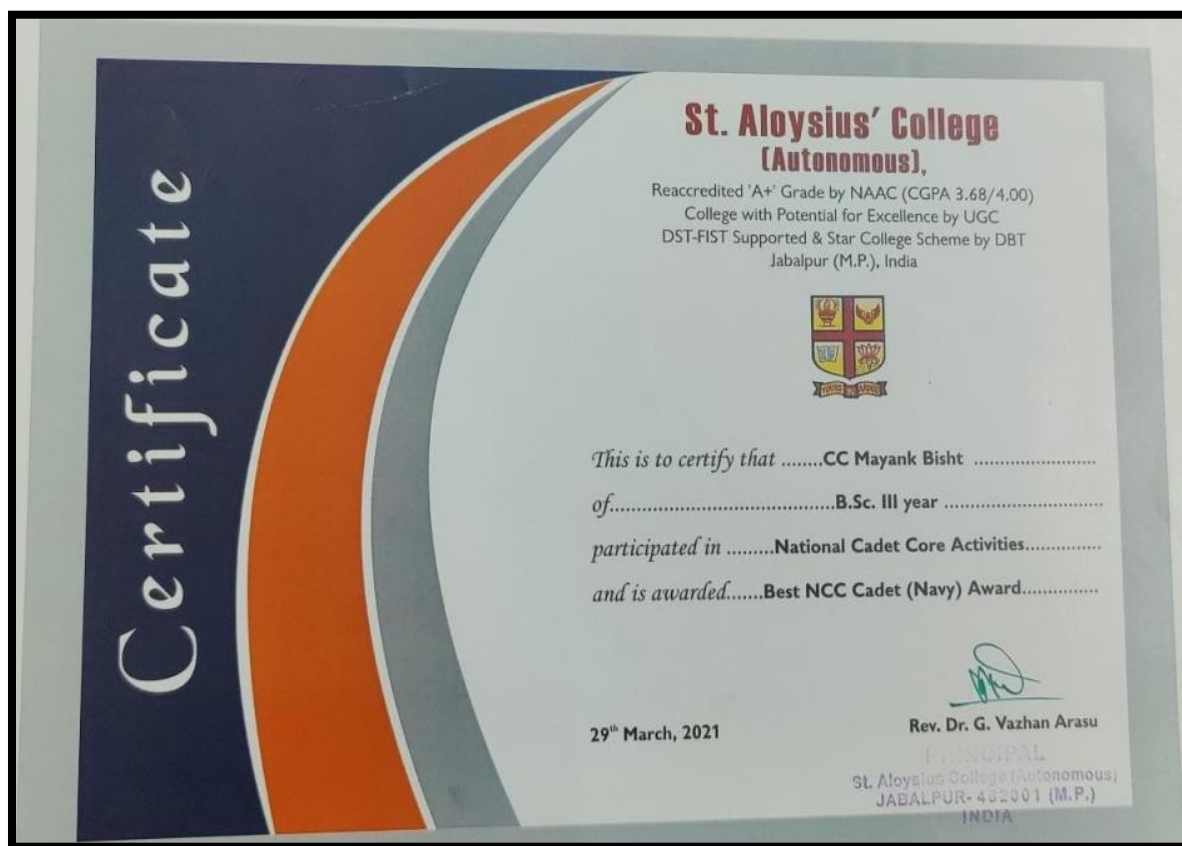 Certificate
St. Aloysius' College
(Autonomous),
Reaccredited 'A+' Grade by NAAC (CGPA 3.68/4.00)
College with Potential for Excellence by UGC
DST-FIST Supported & Star College Scheme by DBT
Jabalpur (M.P.), India
This is to certify that ........CC Mayank Bisht ........................
of.......................................B.Sc. III year ...........................
participated in .........National Cadet Core Activities...............
and is awarded.......Best NCC Cadet (Navy) Award...............
29th March, 2021
Rev. Dr. G. Vazhan Arasu
PRINCIPAL
St. Aloysius College (Autonomous)
JABALPUR- 482001 (M.P.)
INDIA